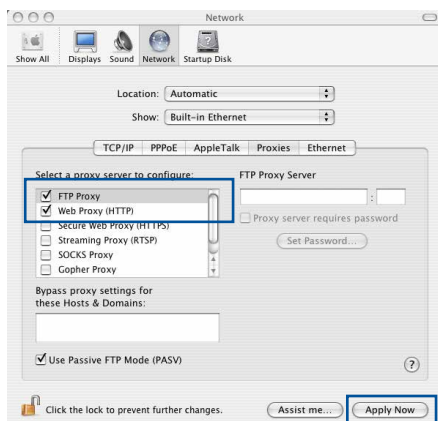 Network
Show All Displays Sound Network Startup Disk
Location: Automatic
Show: Built-in Ethernet
TCP/IP PPPoE AppleTalk Proxies Ethernet
Select a proxy server to configure: FTP Proxy Server
FTP Proxy
:
Web Proxy (HTTP)
Proxy server requires password
Secure Web Proxy (HTTPS)
Streaming Proxy (RTSP) Set Password...
SOCKS Proxy
Gopher Proxy
Bypass proxy settings for
these Hosts & Domains:
Use Passive FTP Mode (PASV) ?
Click the lock to prevent further changes. Assist me... Apply Now